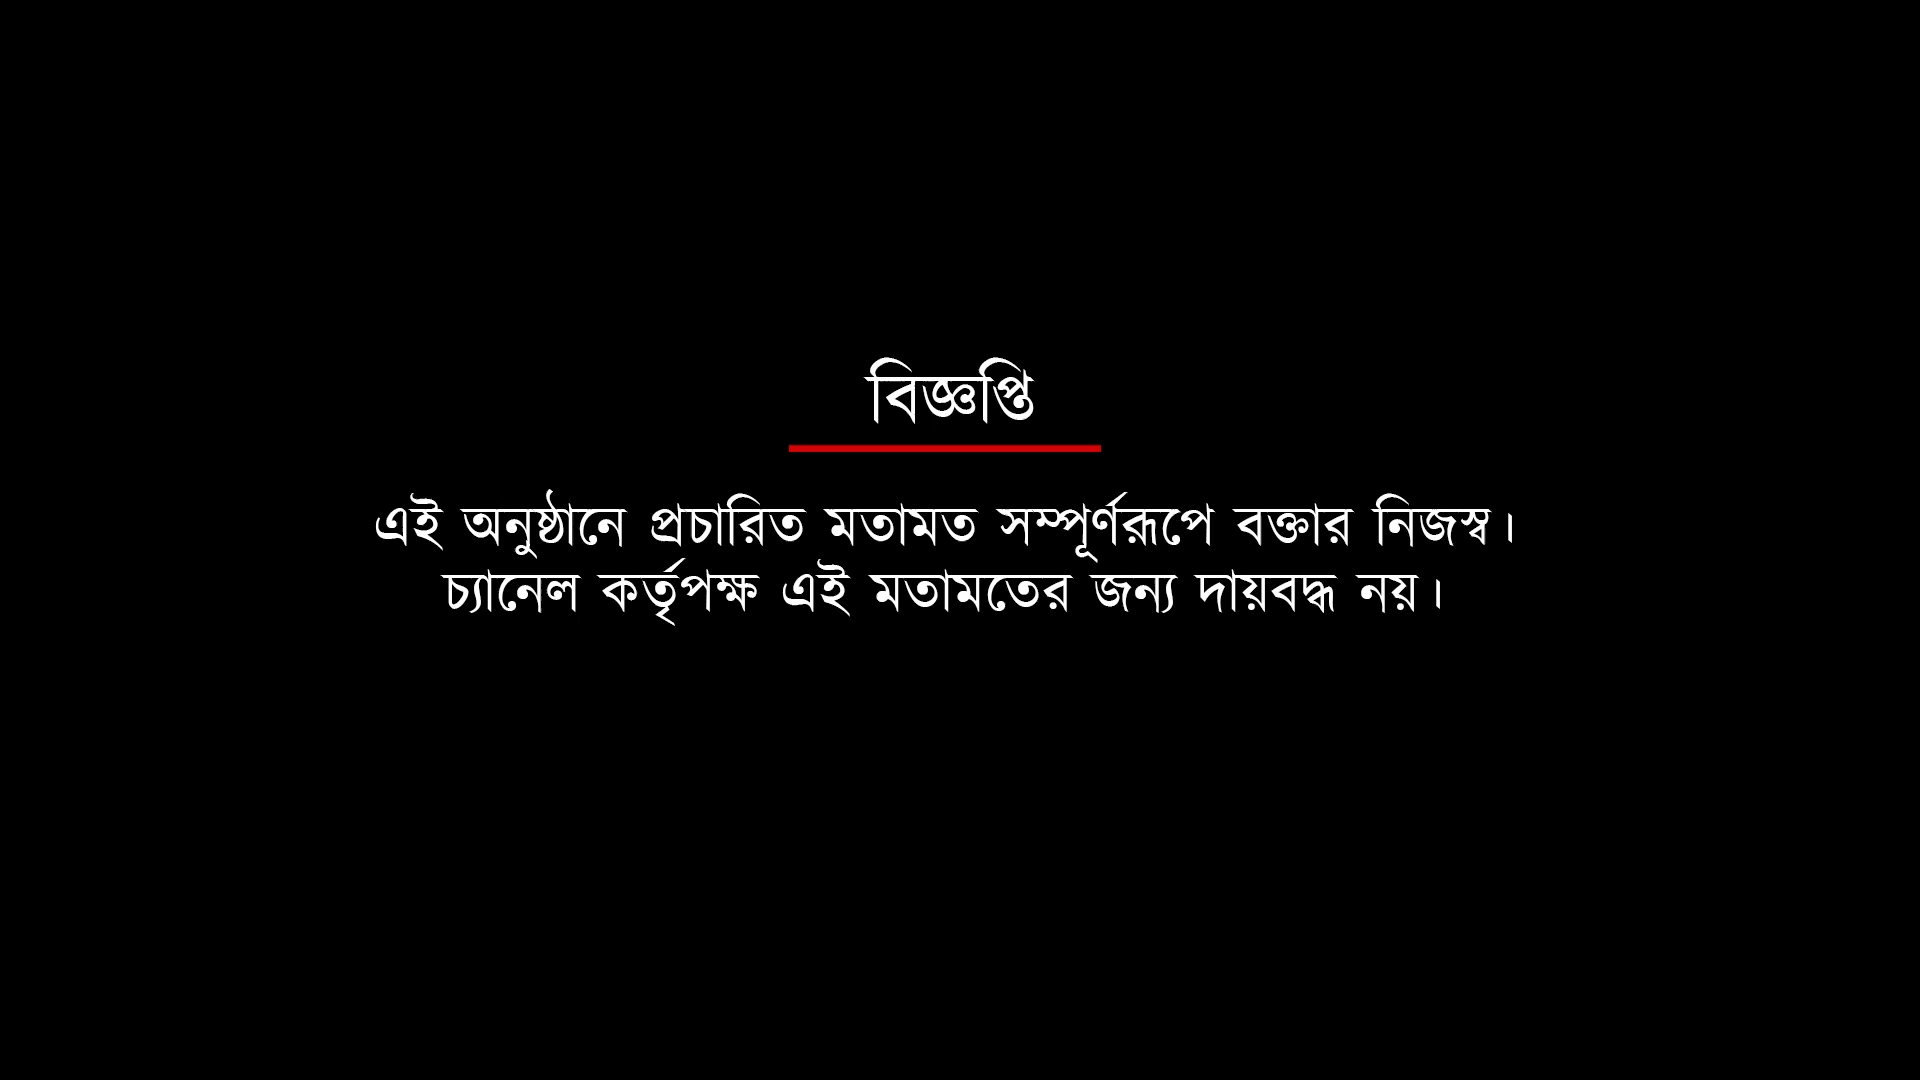 বিজ্ঞপ্তি
এই অনুষ্ঠানে প্রচারিত মতামত সম্পূর্ণরূপে বক্তার নিজস্ব।
চ্যানেল কর্তৃপক্ষ এই মতামতের জন্য দায়বদ্ধ নয়।